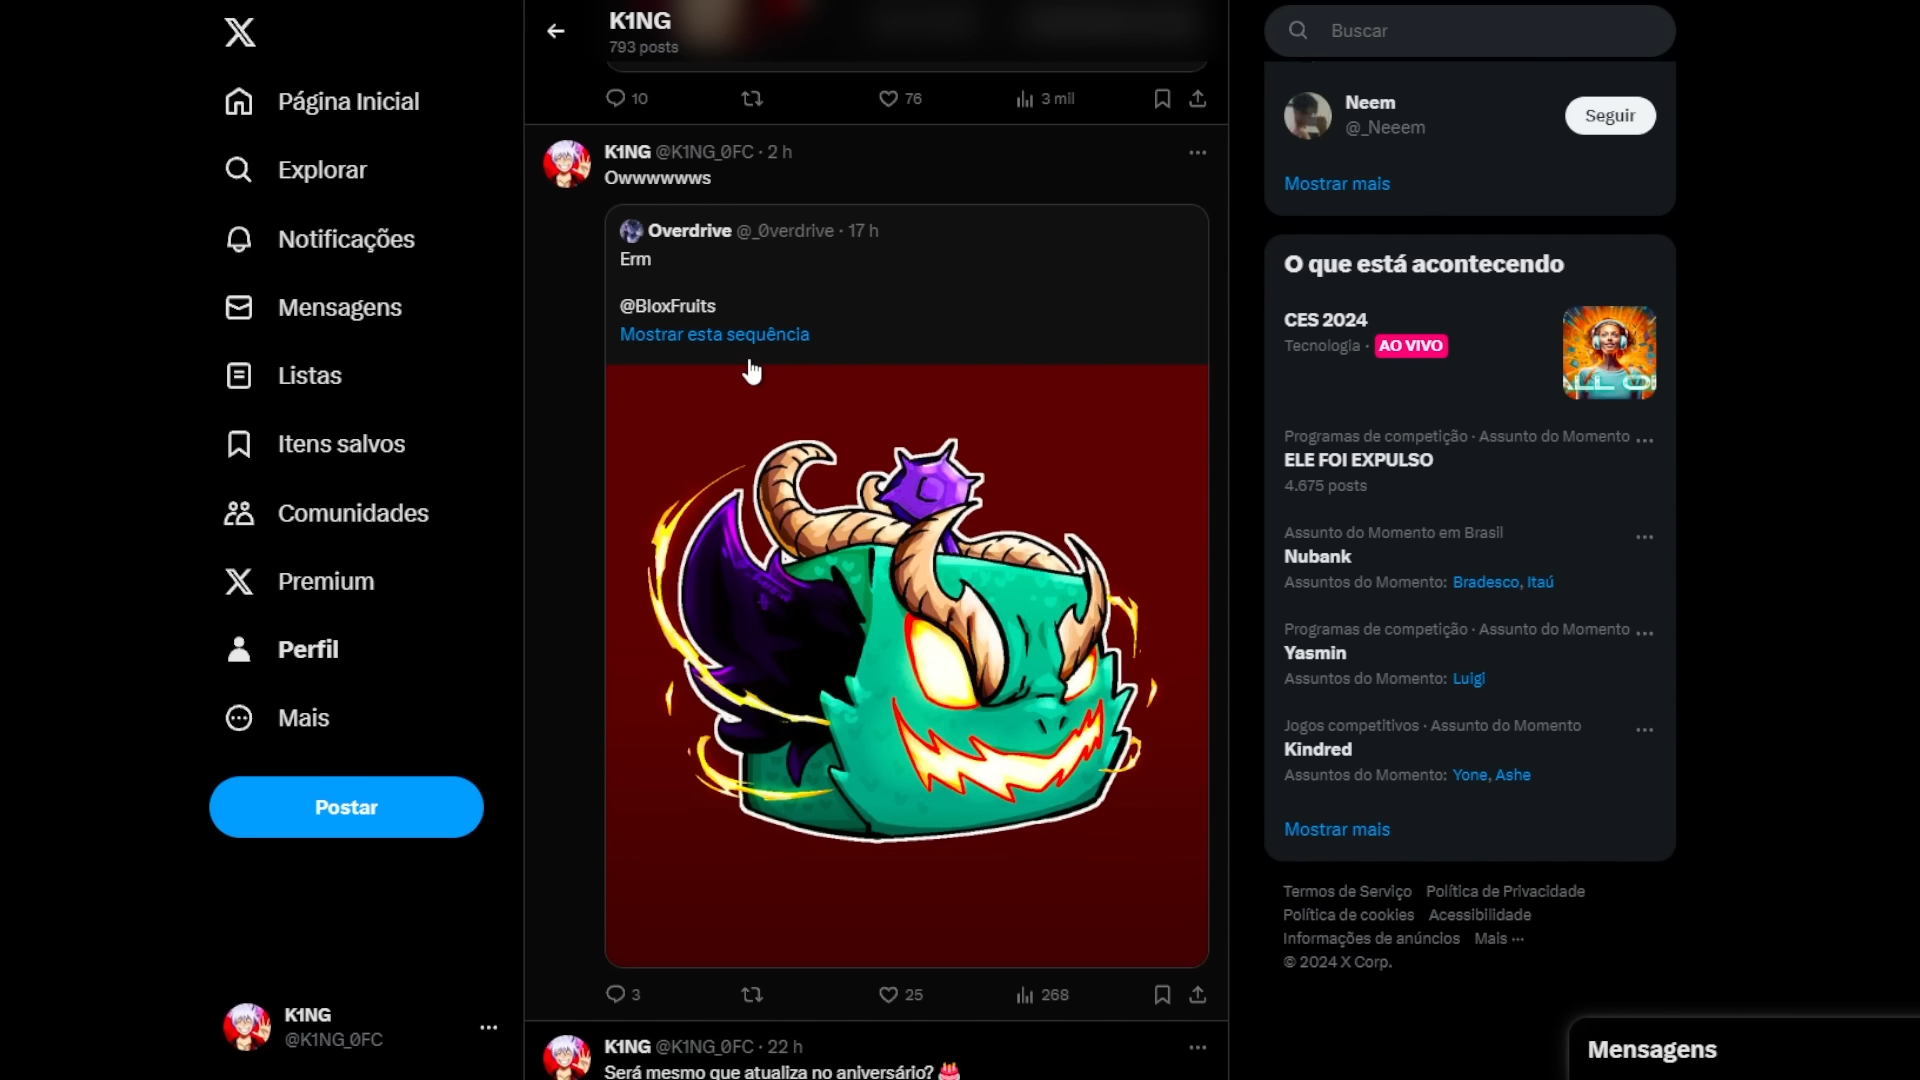 Página Inicial
Explorar
Notificações
Mensagens
Listas
Itens salvos
Comunidades
Premium
Perfil
Mais
Postar
K1NG
@K1NG_0FC
K1NG
793 posts
10
76
3 mil
K1NG @K1NG_0FC · 2 h
Owwwwwws
Overdrive @_0verdrive · 17 h
Erm
@BloxFruits
Mostrar esta sequência
3
25
268
K1NG @K1NG_0FC · 22 h
Será mesmo que atualiza no aniversário? 🎂
Buscar
Neem
@_Neeem
Seguir
Mostrar mais
O que está acontecendo
CES 2024
Tecnologia · AO VIVO
Programas de competição · Assunto do Momento
ELE FOI EXPULSO
4.675 posts
Assunto do Momento em Brasil
Nubank
Assuntos do Momento: Bradesco, Itaú
Programas de competição · Assunto do Momento
Yasmin
Assuntos do Momento: Luigi
Jogos competitivos · Assunto do Momento
Kindred
Assuntos do Momento: Yone, Ashe
Mostrar mais
Termos de Serviço Política de Privacidade
Política de cookies Acessibilidade
Informações de anúncios Mais ···
© 2024 X Corp.
Mensagens